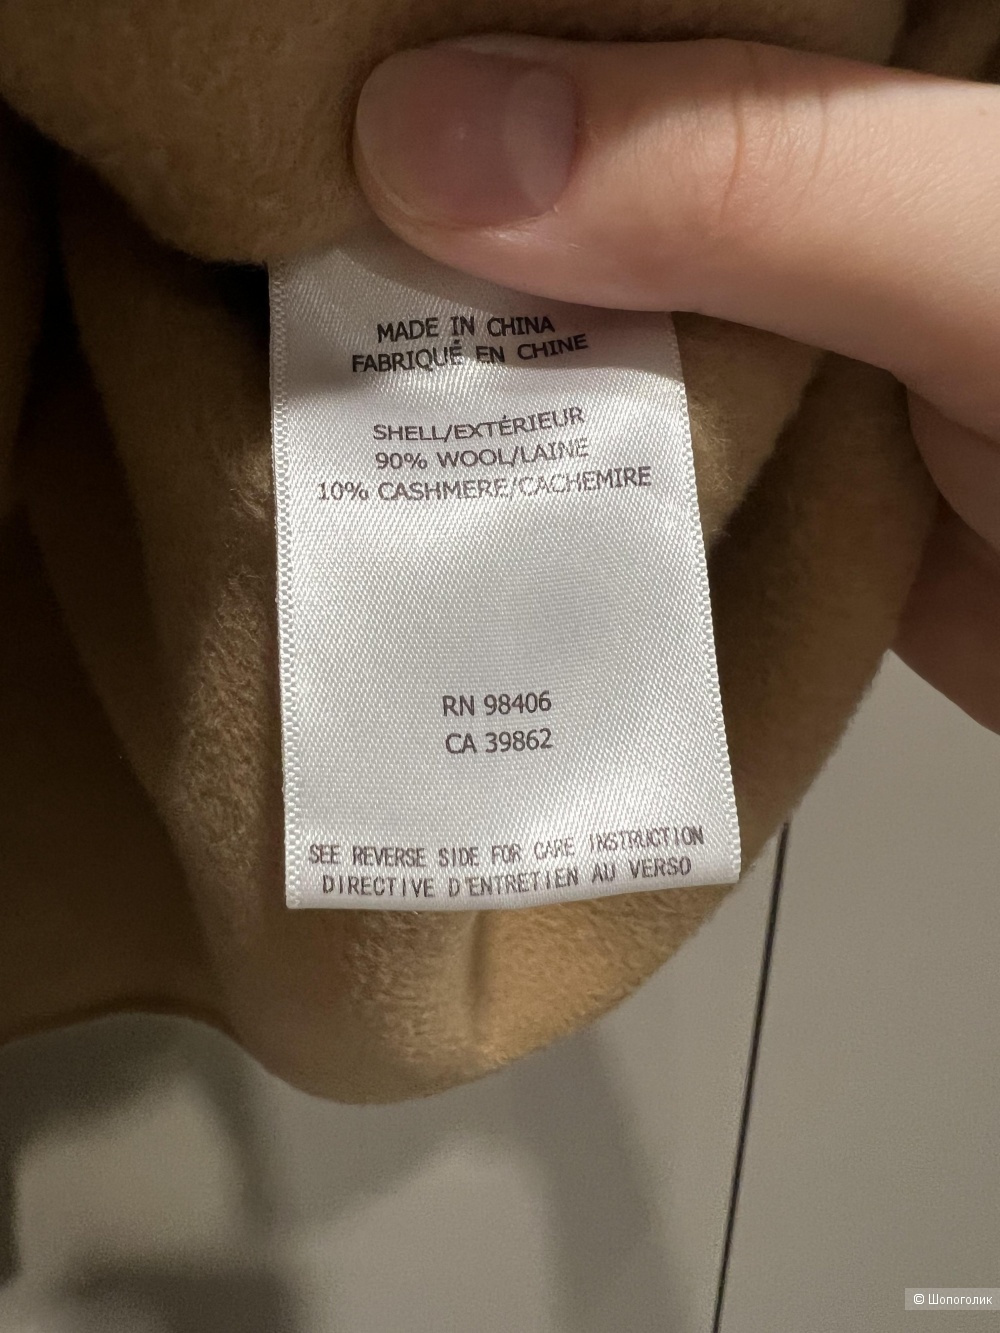 MADE IN CHINA
FABRIQUÉ EN CHINE
SHELL/EXTÉRIEUR
90% WOOL/LAINE
10% CASHMERE/CACHEMIRE
RN 98406
CA 39862
SEE REVERSE SIDE FOR CARE INSTRUCTION
DIRECTIVE D'ENTRETIEN AU VERSO
© Шопоголик